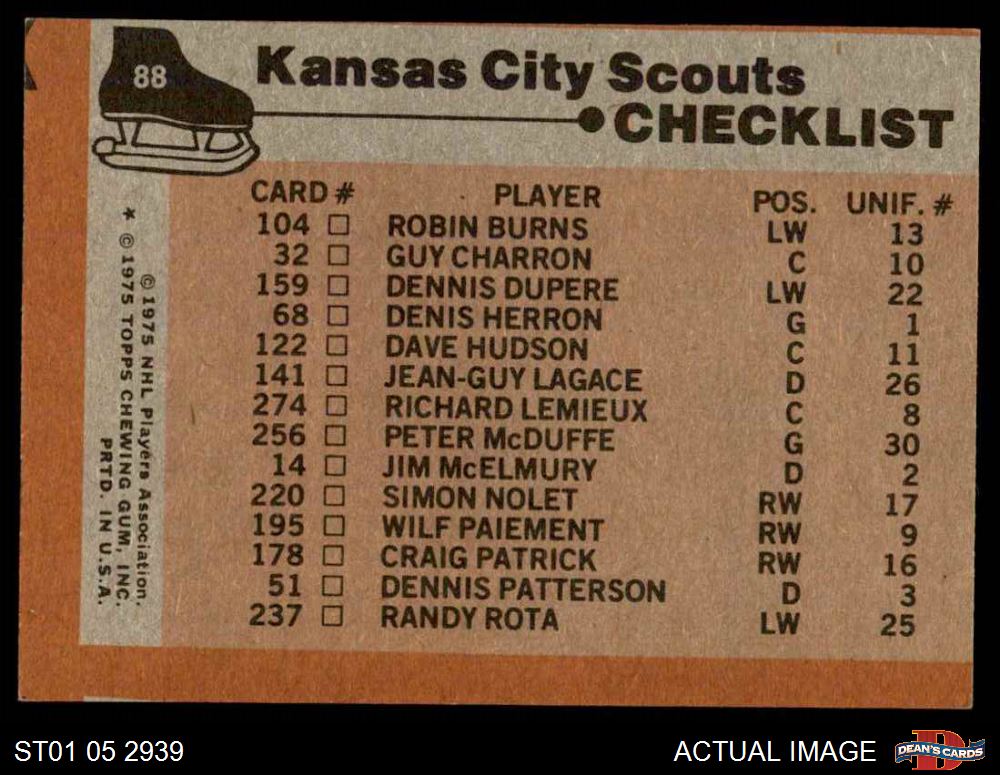 88
Kansas City Scouts
CHECKLIST
CARD # PLAYER POS. UNIF. #
104 □ ROBIN BURNS LW 13
32 □ GUY CHARRON C 10
159 □ DENNIS DUPERE LW 22
68 □ DENIS HERRON G 1
122 □ DAVE HUDSON C 11
141 □ JEAN-GUY LAGACE D 26
274 □ RICHARD LEMIEUX C 8
256 □ PETER McDUFFE G 30
14 □ JIM McELMURY D 2
220 □ SIMON NOLET RW 17
195 □ WILF PAIEMENT RW 9
178 □ CRAIG PATRICK RW 16
51 □ DENNIS PATTERSON D 3
237 □ RANDY ROTA LW 25
© 1975 NHL Players Association.
* © 1975 TOPPS CHEWING GUM, INC.
PRTD. IN U.S.A.
ST01 05 2939
ACTUAL IMAGE
DEAN'S CARDS